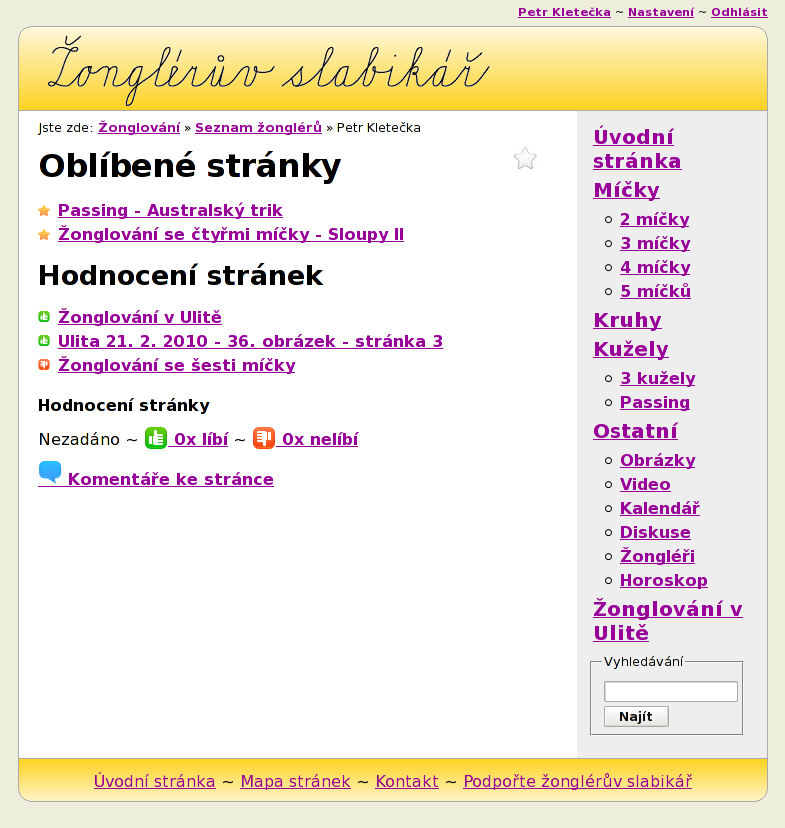 Petr Kletečka ~ Nastavení ~ Odhlásit
Žonglérův slabikář
Jste zde: Žonglování » Seznam žonglérů » Petr Kletečka
Oblíbené stránky
Passing - Australský trik
Žonglování se čtyřmi míčky - Sloupy II
Hodnocení stránek
Žonglování v Ulitě
Ulita 21. 2. 2010 - 36. obrázek - stránka 3
Žonglování se šesti míčky
Hodnocení stránky
Nezadáno ~ 0x líbí ~ 0x nelíbí
Komentáře ke stránce
Úvodní
stránka
Míčky
2 míčky
3 míčky
4 míčky
5 míčků
Kruhy
Kužely
3 kužely
Passing
Ostatní
Obrázky
Video
Kalendář
Diskuse
Žongléři
Horoskop
Žonglování v
Ulitě
Vyhledávání
Najít
Úvodní stránka ~ Mapa stránek ~ Kontakt ~ Podpořte žonglérův slabikář